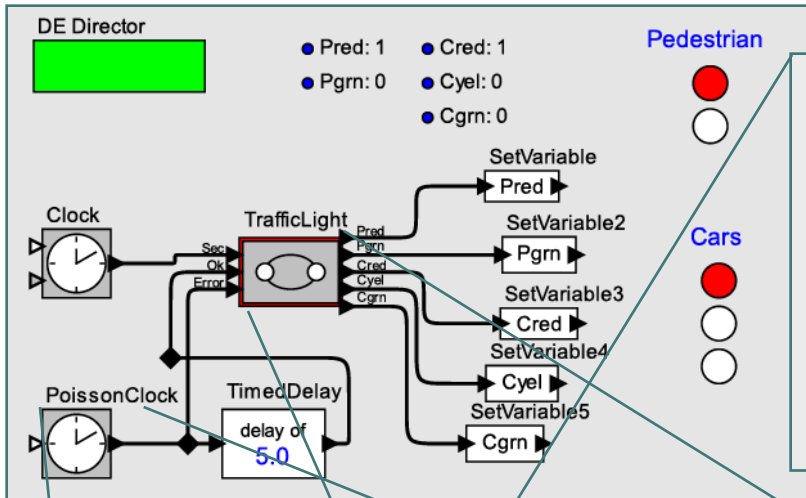 DE Director
Pred: 1
Cred: 1
Pgrn: 0
Cyel: 0
Cgrn: 0
Pedestrian
SetVariable
Pred
Clock
TrafficLight
Sec
Ok
Error
Pred
Pgrn
Cred
Cyel
Cgrn
SetVariable2
Pgrn
Cars
SetVariable3
Cred
SetVariable4
Cyel
PoissonClock
TimedDelay
delay of
5.0
SetVariable5
Cgrn